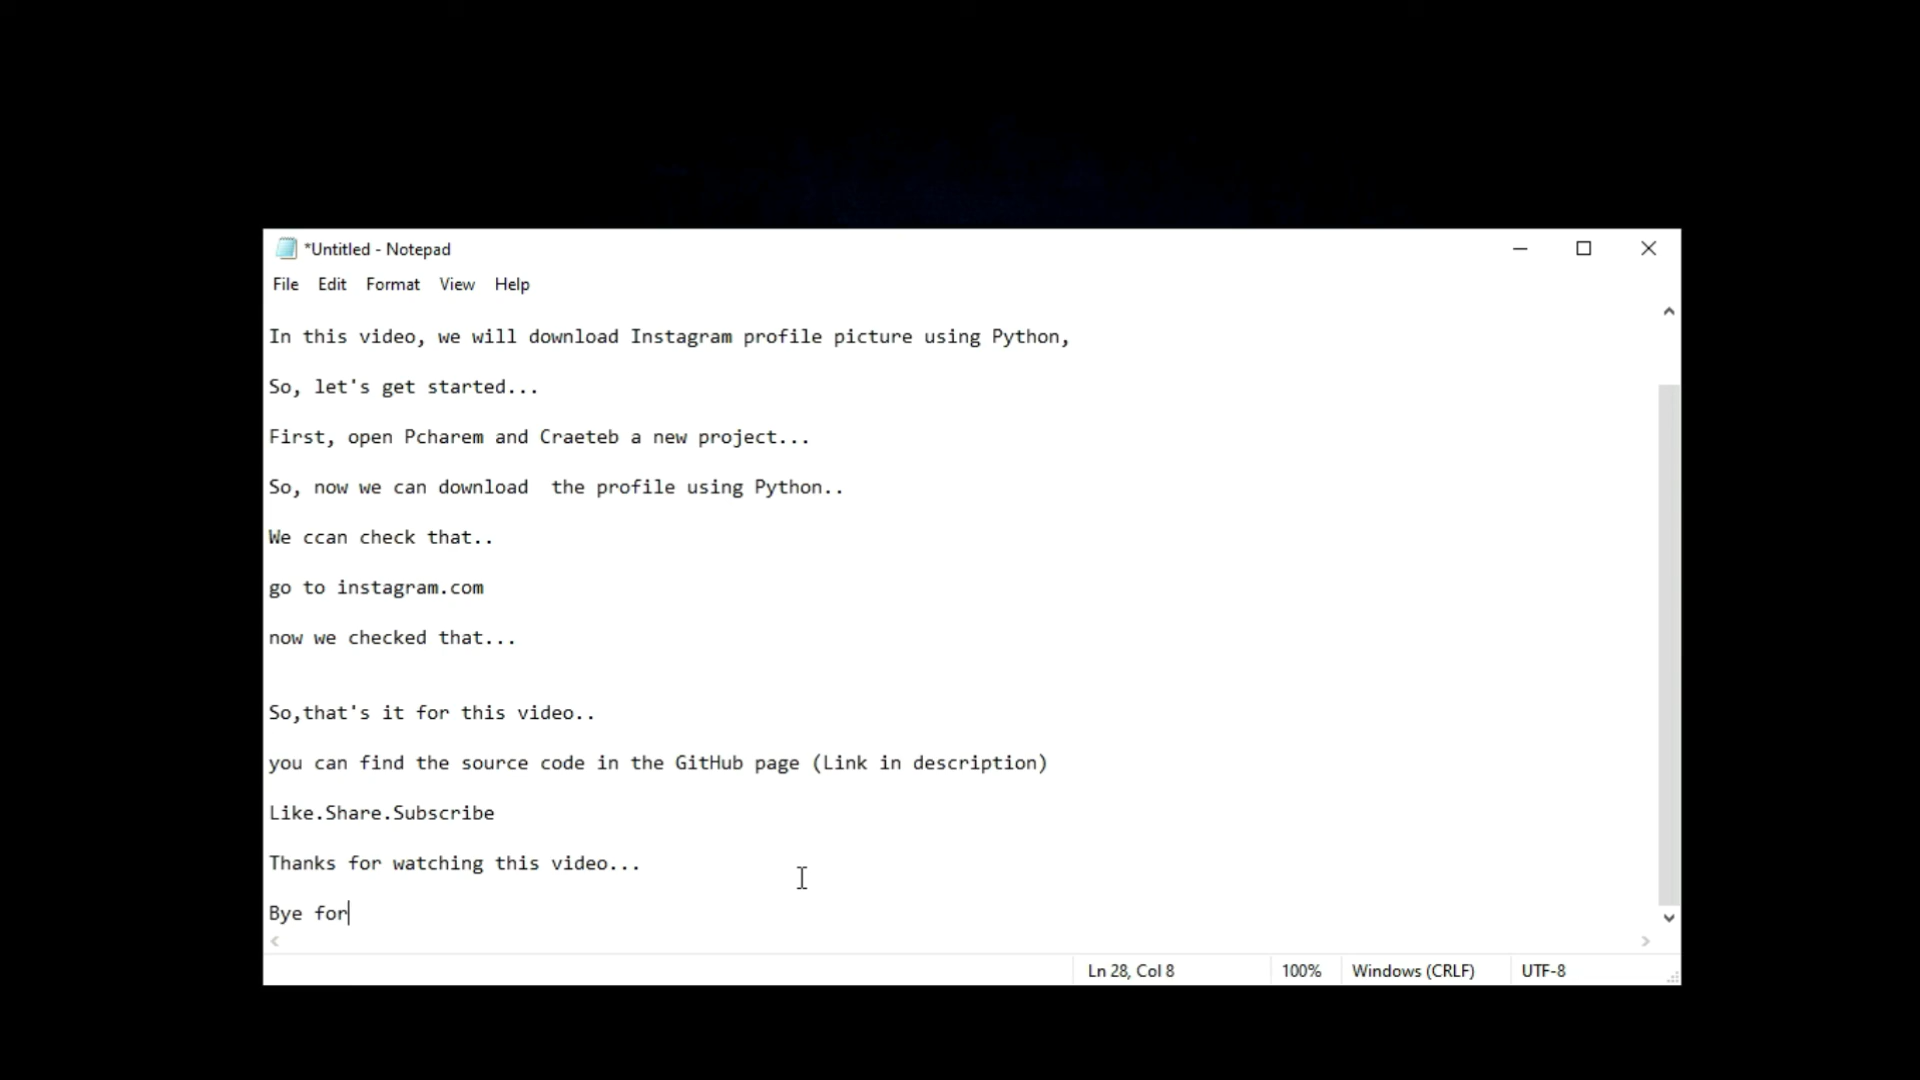 *Untitled - Notepad
File Edit Format View Help
In this video, we will download Instagram profile picture using Python,
So, let's get started...
First, open Pcharem and Craeteb a new project...
So, now we can download  the profile using Python..
We ccan check that..
go to instagram.com
now we checked that...
So,that's it for this video..
you can find the source code in the GitHub page (Link in description)
Like.Share.Subscribe
Thanks for watching this video...
Bye for
Ln 28, Col 8 100% Windows (CRLF) UTF-8